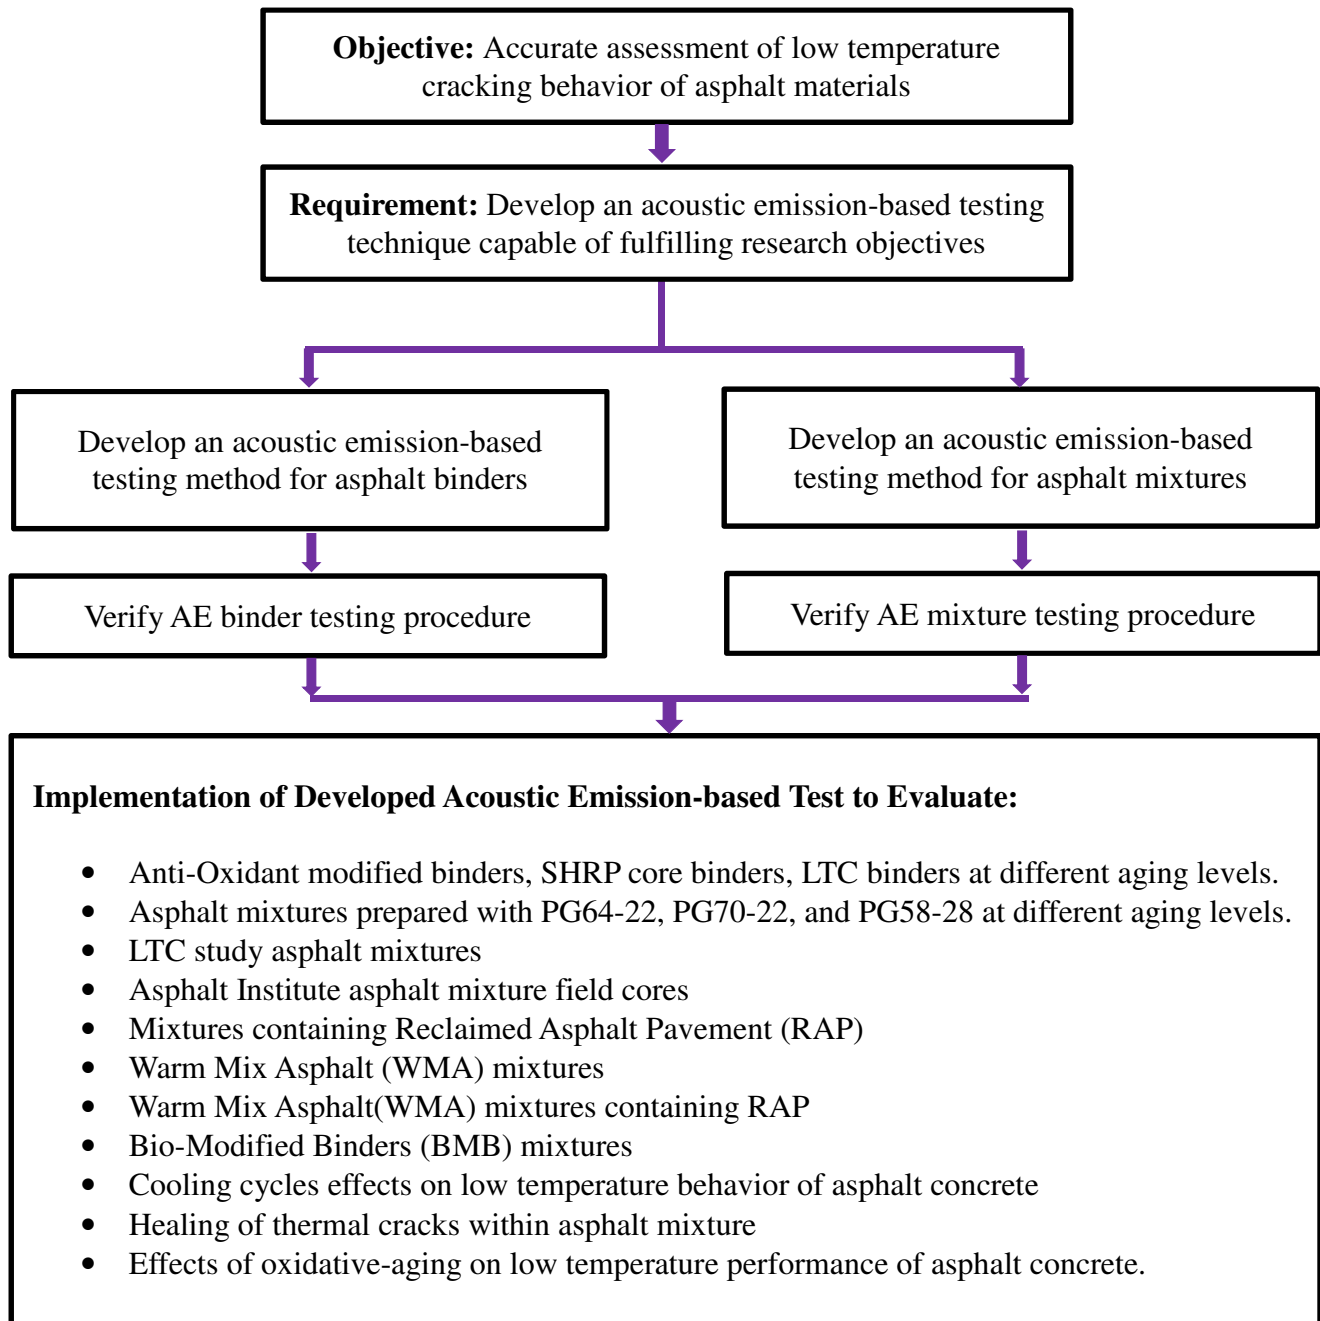 Objective: Accurate assessment of low temperature
cracking behavior of asphalt materials
Requirement: Develop an acoustic emission-based testing
technique capable of fulfilling research objectives
Develop an acoustic emission-based
testing method for asphalt binders
Develop an acoustic emission-based
testing method for asphalt mixtures
Verify AE binder testing procedure
Verify AE mixture testing procedure
Implementation of Developed Acoustic Emission-based Test to Evaluate:
• Anti-Oxidant modified binders, SHRP core binders, LTC binders at different aging levels.
• Asphalt mixtures prepared with PG64-22, PG70-22, and PG58-28 at different aging levels.
• LTC study asphalt mixtures
• Asphalt Institute asphalt mixture field cores
• Mixtures containing Reclaimed Asphalt Pavement (RAP)
• Warm Mix Asphalt (WMA) mixtures
• Warm Mix Asphalt(WMA) mixtures containing RAP
• Bio-Modified Binders (BMB) mixtures
• Cooling cycles effects on low temperature behavior of asphalt concrete
• Healing of thermal cracks within asphalt mixture
• Effects of oxidative-aging on low temperature performance of asphalt concrete.